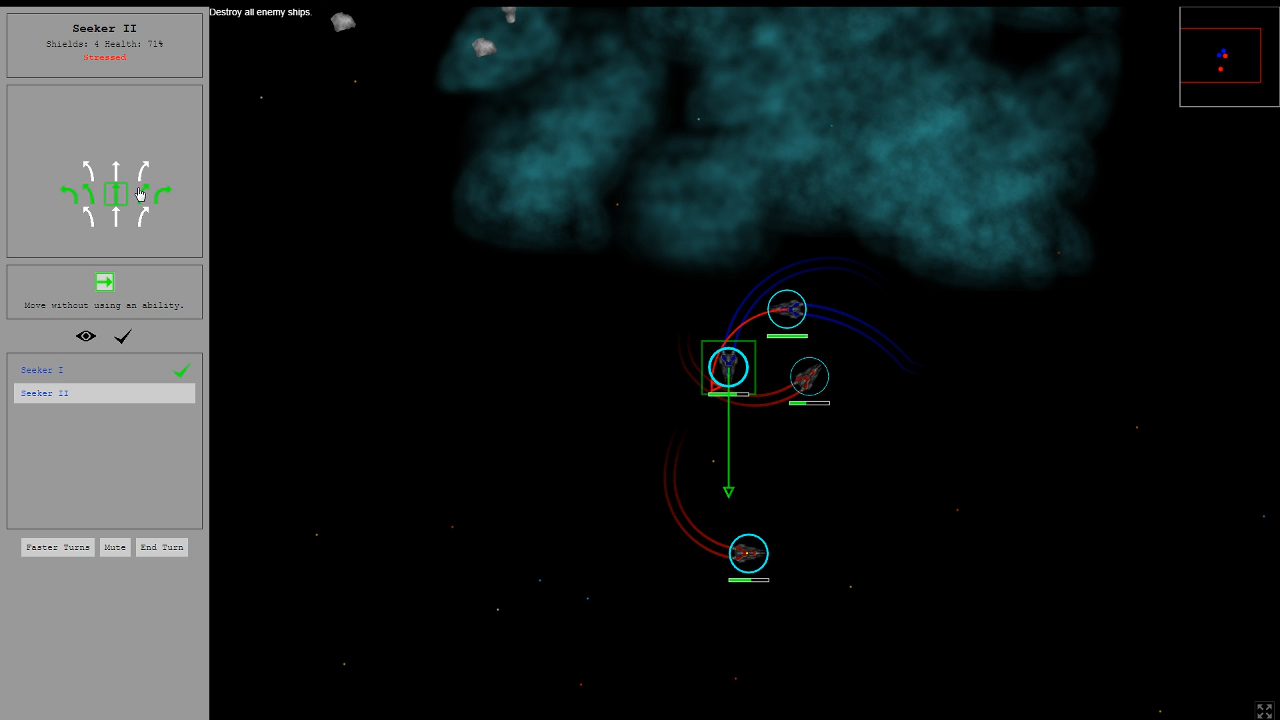 Seeker II
Shields: 4 Health: 71%
Stressed
Move without using an ability.
Seeker I
Seeker II
Faster Turns
Mute
End Turn
Destroy all enemy ships.